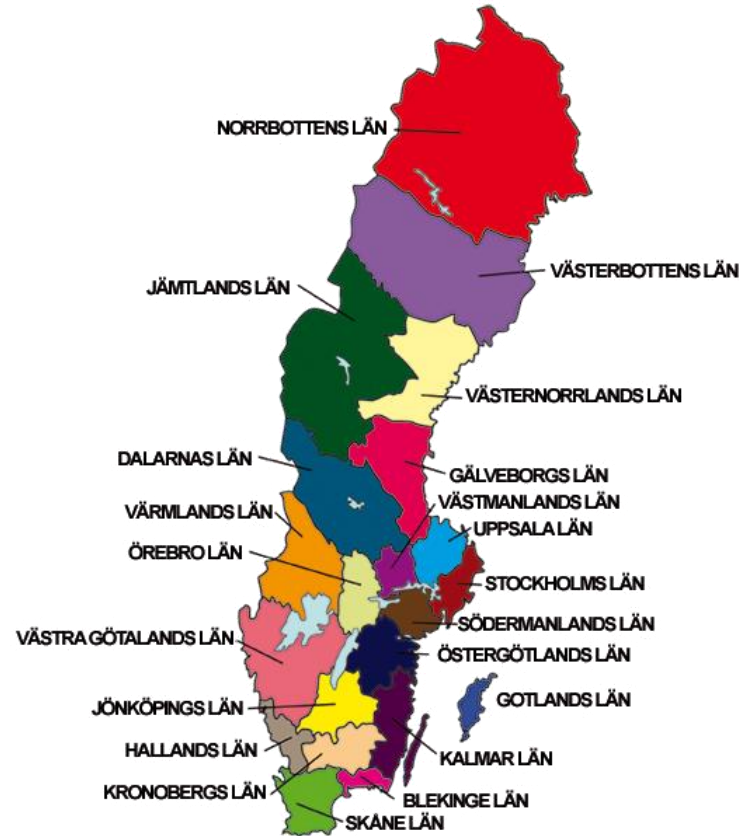 NORRBOTTENS LÄN
VÄSTERBOTTENS LÄN
JÄMTLANDS LÄN
VÄSTERNORRLANDS LÄN
DALARNAS LÄN
GÄLVEBORGS LÄN
VÄSTMANLANDS LÄN
VÄRMLANDS LÄN
UPPSALA LÄN
ÖREBRO LÄN
STOCKHOLMS LÄN
SÖDERMANLANDS LÄN
VÄSTRA GÖTALANDS LÄN
ÖSTERGÖTLANDS LÄN
GOTLANDS LÄN
JÖNKÖPINGS LÄN
HALLANDS LÄN
KALMAR LÄN
KRONOBERGS LÄN
BLEKINGE LÄN
SKÅNE LÄN